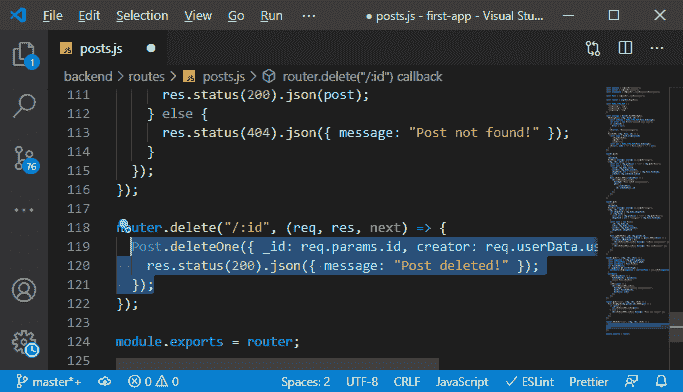 File Edit Selection View Go Run ··· ● posts.js - first-app - Visual Stu...
JS posts.js ●
backend > routes > JS posts.js > router.delete("/:id") callback
111 res.status(200).json(post);
112 } else {
113 res.status(404).json({ message: "Post not found!" });
114 }
115 });
116 });
117
118 router.delete("/:id", (req, res, next) => {
119 Post.deleteOne({ _id: req.params.id, creator: req.userData.us
120 res.status(200).json({ message: "Post deleted!" });
121 });
122 });
123
124 module.exports = router;
125
1
76
master*+ 0 0 Spaces: 2 UTF-8 CRLF JavaScript ✓ ESLint Prettier